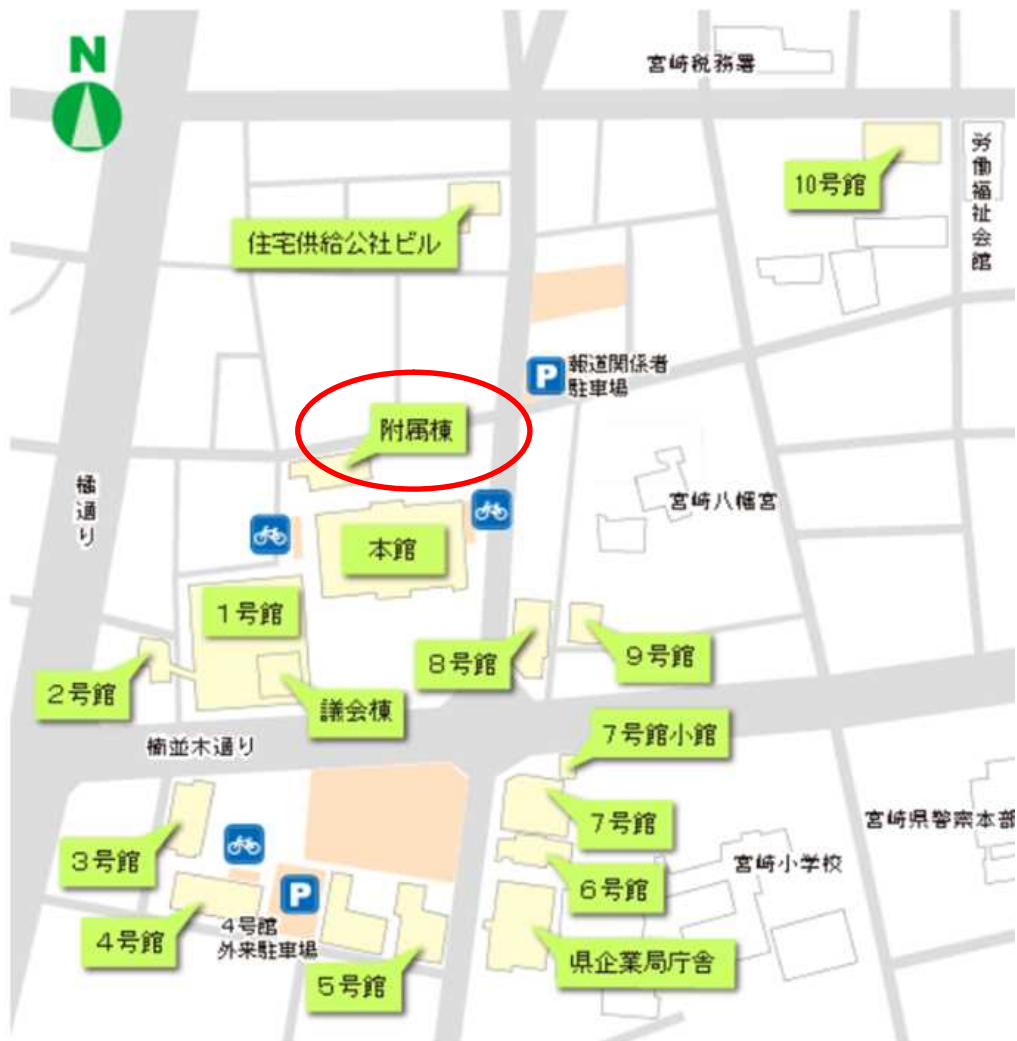 N
宮崎税務署
労働福祉会館
10号館
住宅供給公社ビル
P
報道関係者
駐車場
附属棟
橘通り
宮崎八幡宮
本館
1号館
8号館
9号館
2号館
議会棟
楠並木通り
7号館小館
7号館
宮崎県警察本部
3号館
宮崎小学校
6号館
P
4号館
4号館
外来駐車場
県企業局庁舎
5号館